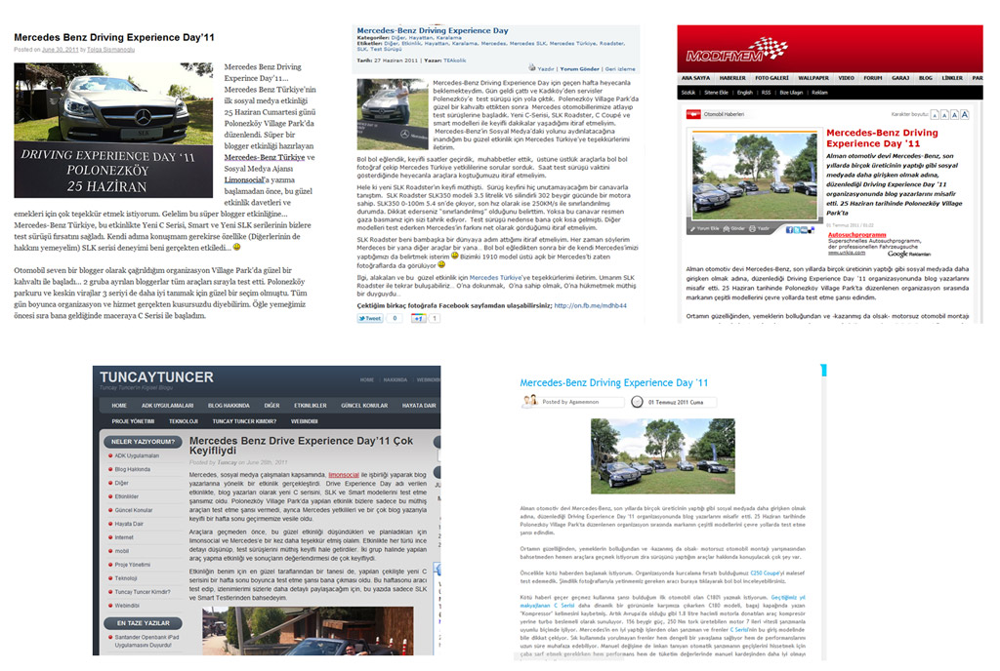 Mercedes Benz Driving Experience Day'11
Posted on June 30, 2011 by Tolga Sismanoglu
Mercedes Benz Driving
Experince Day'11...
Mercedes Benz Türkiye'nin
ilk sosyal medya etkinliği
25 Haziran Cumartesi günü
Polonezköy Village Park'da
düzenlendi. Süper bir
blogger etkinliği hazırlayan
Mercedes-Benz Türkiye ve
Sosyal Medya Ajansı
Limonsocial'a yazıma
başlamadan önce, bu güzel
etkinlik davetleri ve
SLK
DRIVING EXPERIENCE DAY '11
POLONEZKÖY
25 HAZİRAN
emekleri için çok teşekkür etmek istiyorum. Gelelim bu süper blogger etkinliğine...
Mercedes-Benz Türkiye, bu etkinlikte Yeni C Serisi, Smart ve Yeni SLK serilerinin bizlere
test sürüşü fırsatını sağladı. Kendi adıma konuşmam gerekirse özellikle (Diğerlerinin de
hakkını yemeyelim) SLK serisi deneyimi beni gerçekten etkiledi...
Otomobil seven bir blogger olarak çağrıldığım organizasyon Village Park'da güzel bir
kahvaltı ile başladı... 2 gruba ayrılan bloggerlar tüm araçları sırayla test etti. Polonezköy
parkuru ve keskin virajlar 3 seriyi de daha iyi tanımak için güzel bir seçim olmuştu. Tüm
gün boyunca organizasyon ve hizmet gerçekten kusursuzdu diyebilirim. Öğle yemeğimiz
öncesi sıra bana geldiğinde maceraya C Serisi ile başladım.
Mercedes-Benz Driving Experience Day
Kategoriler: Diğer, Hayattan, Karalama
Etiketler: Diğer, Etkinlik, Hayattan, Karalama, Mercedes, Mercedes SLK, Mercedes Türkiye, Roadster,
SLK, Test Sürüşü
Tarih: 27 Haziran 2011 | Yazar: TEAkolik
Yazdır | Yorum Gönder | Geri izleme
Mercedes-Benz Driving Experience Day için geçen hafta heyecanla
beklemekteydim. Gün geldi çattı ve Kadıköy'den servisler
Polonezköy'e test sürüşü için yola çıktık. Polonezköy Village Park'da
güzel bir kahvaltı ettikten sonra Mercedes otomobillerimize atlayıp
test sürüşlerine başladık. Yeni C-Serisi, SLK Roadster, C Coupé ve
smart modelleri ile keyifli dakikalar yaşadığımı itiraf etmeliyim.
Mercedes-Benz'in Sosyal Medya'daki yolunu aydınlatacağına
inandığım bu güzel etkinlik için Mercedes-Benz Türkiye'ye teşekkürlerimi
iletirim.
Bol bol eğlendik, keyifli saatler geçirdik, muhabbetler ettik, üstüne üstlük araçlarla bol bol
fotoğraf çekip Mercedes Türkiye yetkililerine sorular sorduk. Saat test sürüşü vaktini
gösterdiğinde heyecanla araçlara koştuğumuzu itiraf etmeliyim.
Hele ki yeni SLK Roadster'in keyfi müthişti. Sürüş keyfini hiç unutamayacağım bir canavarla
tanıştım. SLK Roadster SLK350 modeli 3.5 litrelik V6 silindirli 302 beygir gücünde bir motora
sahip. SLK350 0-100m 5.4 sn'de çıkıyor, son hız olarak ise 250KM/s ile sınırlandırılmış
durumda. Dikkat ederseniz "sınırlandırılmış" olduğunu belirttim. Yoksa bu canavar resmen
gaza basmanız için sizi tahrik ediyor. Test sürüşü nedense bana çok kısa gelmişti. Diğer
modelleri test ederken Mercedes'in farkını net olarak gördüğümü itiraf etmeliyim.
SLK Roadster beni bambaşka bir dünyaya adım attığımı itiraf etmeliyim. Her zaman söylerim
Merdeces bir yana diğer araçlar bir yana.. Bol bol eğledikten sonra bir de kendi Mercedes'imizi
yaptığımızı da belirtmek isterim Bizimki 1910 model üstü açık bir Mercedes'ti zaten
fotoğraflardan da görülüyor
İlgi, alakaları ve bu güzel etkinlik için Mercedes Türkiye'ye teşekkürlerimi iletirim. Umarım SLK
Roadster ile tekrar buluşabiliriz.. O'na dokunmak, O'na sahip olmak, O'na hükmetmek müthiş
bir duyguydu..
Çektiğim birkaç fotoğrafa Facebook sayfamdan ulaşabilirsiniz; http://on.fb.me/mdhb44
Tweet 0 +1 1
MODIFIYEM
ANA SAYFA HABERLER FOTO GALERİ WALLPAPER VIDEO FORUM GARAJ BLOG LİNKLER PAR
Sözlük | Sitene Ekle | English | RSS | Bize Ulaşın | Reklam
Otomobil Haberleri
Karakter boyutu: A A A A
Mercedes-Benz Driving
Experience Day '11
Alman otomotiv devi Mercedes-Benz, son
yıllarda birçok üreticinin yaptığı gibi sosyal
medyada daha girişken olmak adına,
düzenlediği Driving Experience Day '11
organizasyonunda blog yazarlarını misafir
etti. 25 Haziran tarihinde Polonezköy Village
Park'ta
01 Temmuz 2011 / 01:02
Yorum Ekle Gönder Yazdır
Autosuchprogramm
Superschnelles Autosuchprogramm,
der professionellen Fahrzeugsuche
www.unikia.com
Google Reklamları
Alman otomotiv devi Mercedes-Benz, son yıllarda birçok üreticinin yaptığı gibi sosyal medyada daha
girişken olmak adına, düzenlediği Driving Experience Day '11 organizasyonunda blog yazarlarını
misafir etti. 25 Haziran tarihinde Polonezköy Village Park'ta düzenlenen organizasyon sırasında
markanın çeşitli modellerini çevre yollarda test etme şansı edindim.
Ortamın güzelliğinden, yemeklerin bolluğundan ve -kazanmış da olsak- motorsuz otomobil montajı
TUNCAYTUNCER
Tuncay Tuncer'in Kişisel Blogu
HOME HAKKINDA WEBINDIBI
HOME ADK UYGULAMALARI BLOG HAKKINDA DİĞER ETKINLIKLER GÜNCEL KONULAR HAYATA DAIR
PROJE YÖNETIMI TEKNOLOJI TUNCAY TUNCER KIMDIR? WEBINDIBI
NELER YAZIYORUM?
ADK Uygulamaları
Blog Hakkında
Diğer
Etkinlikler
Güncel Konular
Hayata Dair
Internet
mobil
Proje Yönetimi
Teknoloji
Tuncay Tuncer Kimdir?
Webindibi
EN TAZE YAZILAR
Santander Openbank iPad
Uygulamasını Duyurdu!
Mercedes Benz Drive Experience Day'11 Çok
Keyifliydi
Posted by Tuncay on June 28th, 2011
Mercedes, sosyal medya çalışmaları kapsamında, limonsocial ile işbirliği yaparak blog
yazarlarına yönelik bir etkinlik gerçekleştirdi. Drive Experience Day adı verilen
etkinlikte, blog yazarları olarak yeni C serisini, SLK ve Smart modellerini test etme
şansımız oldu. Polonezköy Village Park'da yapılan etkinlik bizlere sadece bu müthiş
araçları test etme şansı vermedi, ayrıca Mercedes yetkilileri ve bir çok blog yazarıyla
keyifli bir hafta sonu geçirmemize vesile oldu.
Araçlara geçmeden önce, bu güzel etkinliği düşündükleri ve planladıkları için
limonsocial ve Mercedes'e bir kez daha teşekkür etmiş olalım. Etkinlikte her türlü ince
detay düşünülüp, test sürüşlerini müthiş keyifli hale getirdiler. İki grup halinde yapılan
araç yapma etkinliği ve sonuçların değerlendirmesi de çok keyifliydi.
Etkinliğin benim için en güzel taraflarından bir tanesi de, yapılan çekilişte yeni C
serisini bir hafta sonu boyunca test etme şansı bana çıkması oldu. Bu haftasonu aracı
test edip, izlenimlerimi sizlerle daha detaylı paylaşacağım için, bu yazıda sadece SLK
ve Smart Testlerinden bahsedeyim.
Mercedes-Benz Driving Experience Day '11
Posted by Agamemnon 01 Temmuz 2011 Cuma
Alman otomotiv devi Mercedes-Benz, son yıllarda birçok üreticinin yaptığı gibi sosyal medyada daha girişken olmak
adına, düzenlediği Driving Experience Day '11 organizasyonunda blog yazarlarını misafir etti. 25 Haziran tarihinde
Polonezköy Village Park'ta düzenlenen organizasyon sırasında markanın çeşitli modellerini çevre yollarda test etme
şansı edindim.
Ortamın güzelliğinden, yemeklerin bolluğundan ve -kazanmış da olsak- motorsuz otomobil montajı yarışmasından
bahsetmeden hemen araçlara geçmek istiyorum zira sürüşünü yaptığım araçlar hakkında konuşulacak çok şey var.
Öncelikle kötü haberden başlamak istiyorum. Organizasyonda kurcalama fırsatı bulduğumuz C250 Coupé'yi malesef
test edemedik. Şimdilik fotoğraflarıyla yetinmemiz gereken aracı buraya tıklayarak bol bol inceleyebilirsiniz.
Kötü haberi geçer geçmez kullanma şansı bulduğum ilk otomobil olan C180'i yazmak istiyorum. Geçtiğimiz yıl
makyajlanan C Serisi daha dinamik bir görünümle karşımıza çıkarken C180 modeli, bagaj kapağında yazan
"Kompressor" kelimesini kaybetmiş. Artık Avrupa'da olduğu gibi 1.8 litre hacimli motorla donatılan araç kompresör
yerine turbo beslemeli olarak sunuluyor. 156 beygir güç, 250 Nm tork üretebilen motor 7 ileri vitesli şanzımanla
uyumlu biçimde işliyor. Mercedes'in en iyi yaptığı işlerden olan şanzıman ve frenler C Serisi'nin bu giriş modelinde
bile dikkat çekiyor. Sık kullanımda yorulmayan frenler hem dengeli bir yavaşlama sağlıyor hem de performanslarını
uzun süre muhafaza edebiliyor. Manuel değişime de imkan tanıyan otomatik şanzımanın geçişlerini hissetmek için
çaba sarf etmek gerekirken hem performans hem de tüketim değerlerinde manuel kardeşinden daha iyi olmayı